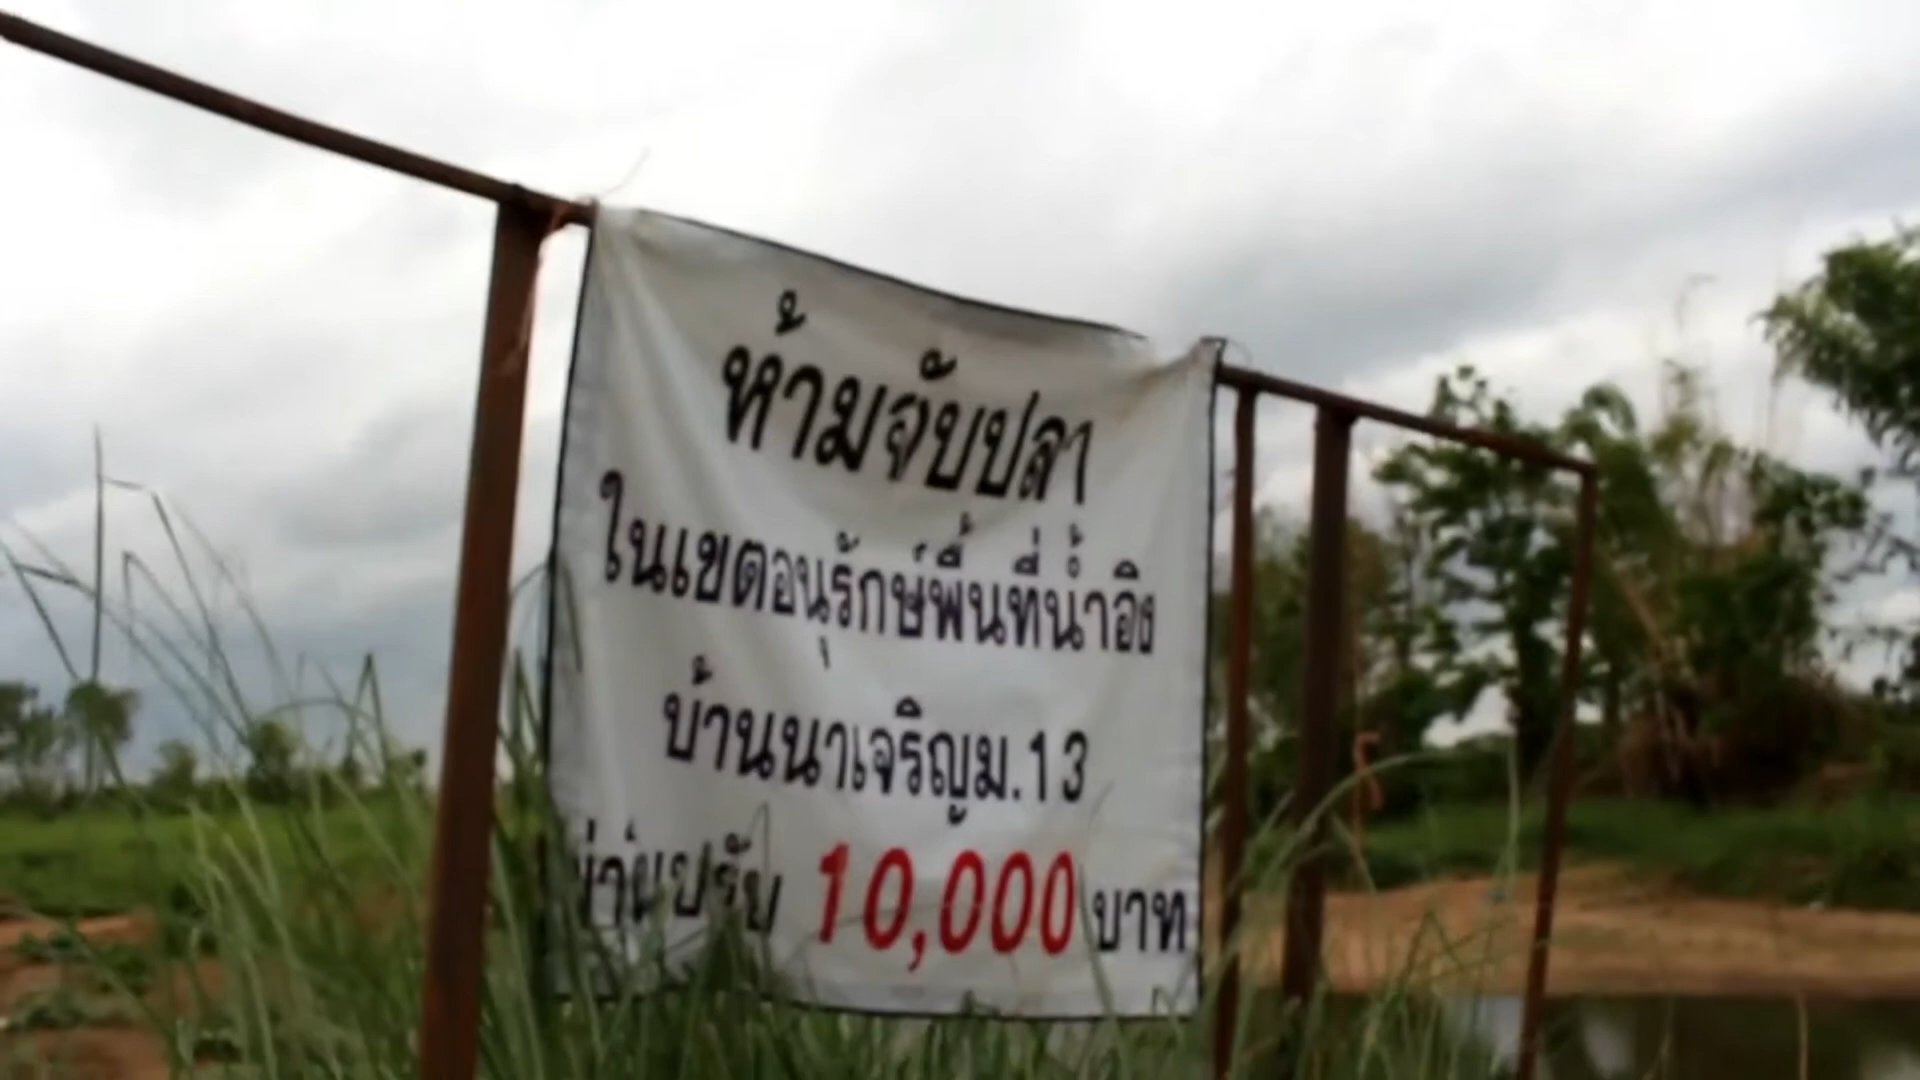 ห้ามจับปลา
ในเขตอนุรักษ์พื้นที่น้ำอิง
บ้านนาเจริญม.13
ปรับ 10,000 บาท